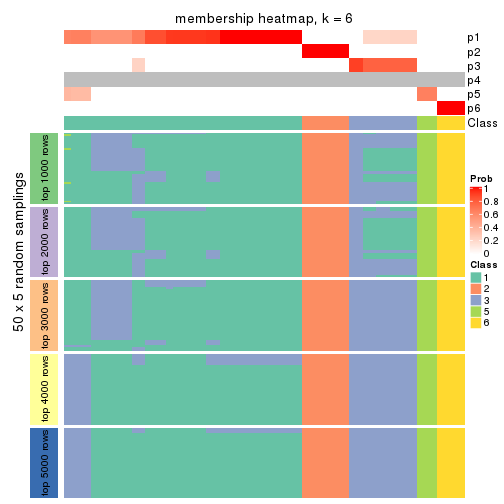 membership heatmap, k = 6
p1
p2
p3
p4
p5
p6
Class
50 x 5 random samplings
top 1000 rows
top 2000 rows
top 3000 rows
top 4000 rows
top 5000 rows
Prob
1
0.8
0.6
0.4
0.2
0
Class
1
2
3
5
6